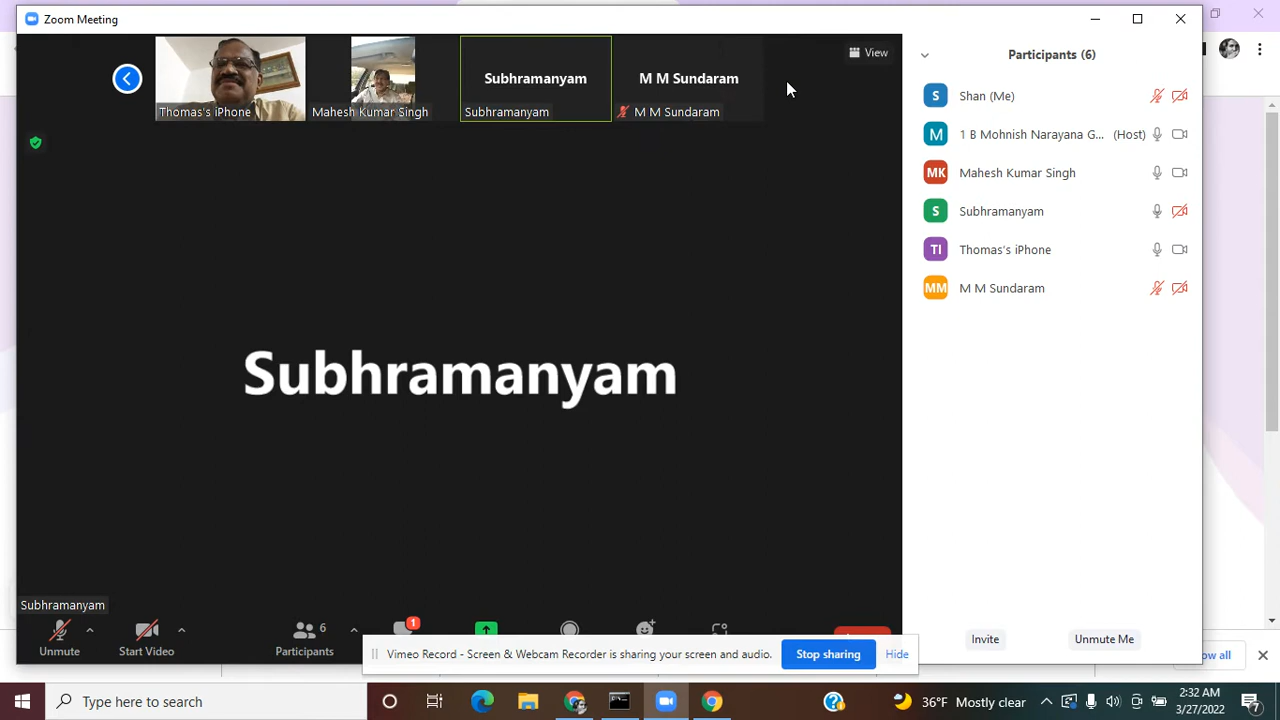 Zoom Meeting
Thomas's iPhone
Mahesh Kumar Singh
Subhramanyam
Subhramanyam
M M Sundaram
M M Sundaram
View
Participants (6)
S Shan (Me)
M 1 B Mohnish Narayana G... (Host)
MK Mahesh Kumar Singh
S Subhramanyam
TI Thomas's iPhone
MM M M Sundaram
Subhramanyam
Subhramanyam
Unmute
Start Video
6
Participants
1
Invite
Unmute Me
Vimeo Record - Screen & Webcam Recorder is sharing your screen and audio.
Stop sharing
Hide
ow all
Type here to search
36°F Mostly clear
2:32 AM
3/27/2022
7